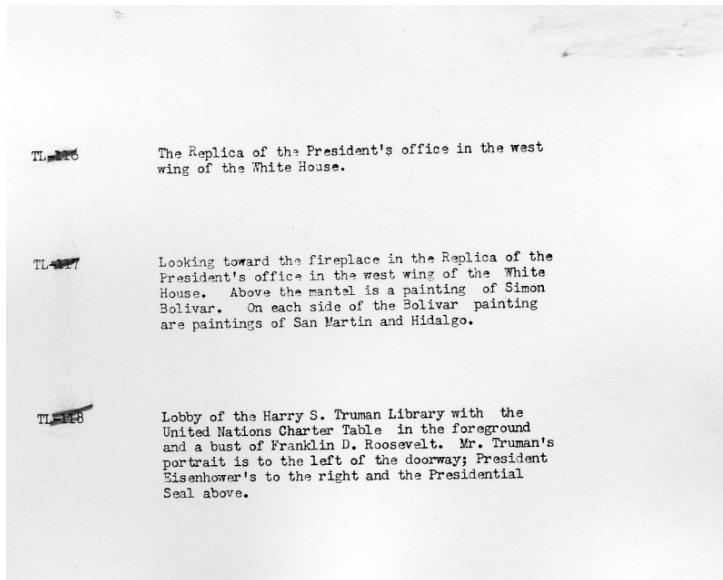 TL-116 The Replica of the President's office in the west
wing of the White House.
TL-117 Looking toward the fireplace in the Replica of the
President's office in the west wing of the White
House. Above the mantel is a painting of Simon
Bolivar. On each side of the Bolivar painting
are paintings of San Martin and Hidalgo.
TL-118 Lobby of the Harry S. Truman Library with the
United Nations Charter Table in the foreground
and a bust of Franklin D. Roosevelt. Mr. Truman's
portrait is to the left of the doorway; President
Eisenhower's to the right and the Presidential
Seal above.